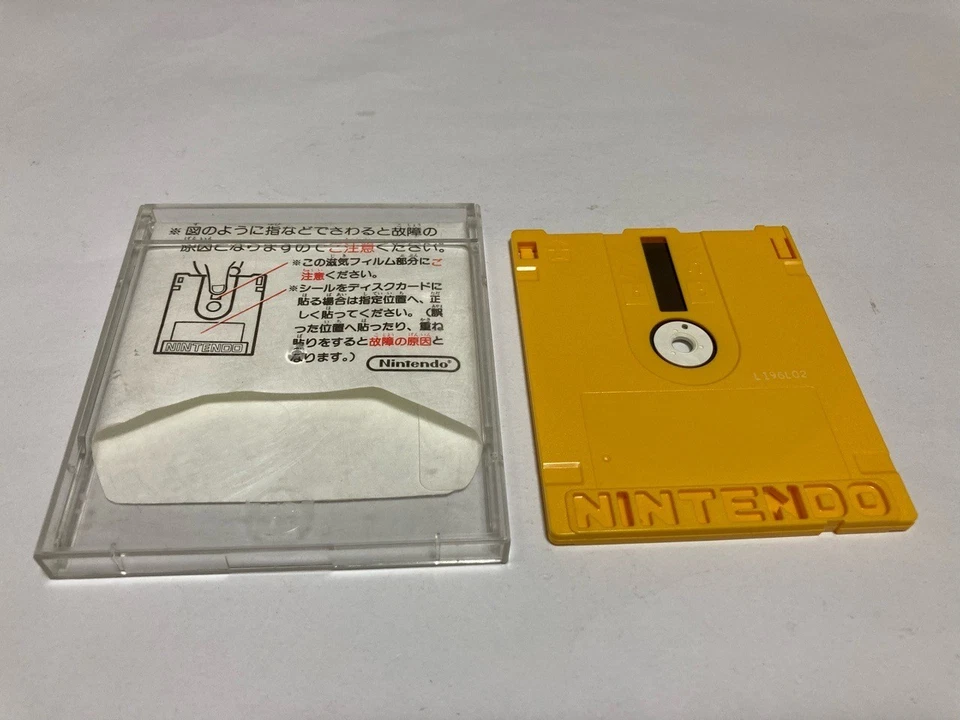 ※図のように指などでさわると故障の
原因となりますのでご注意ください。
※この磁気フィルム部分にご
注意ください。
※シールをディスクカードに
貼る場合は指定位置へ、正
しく貼ってください。(誤
った位置へ貼ったり、重ね
貼りをすると故障の原因と
なります。)
NINTENDO
Nintendo®
L196L02
NINTENDO